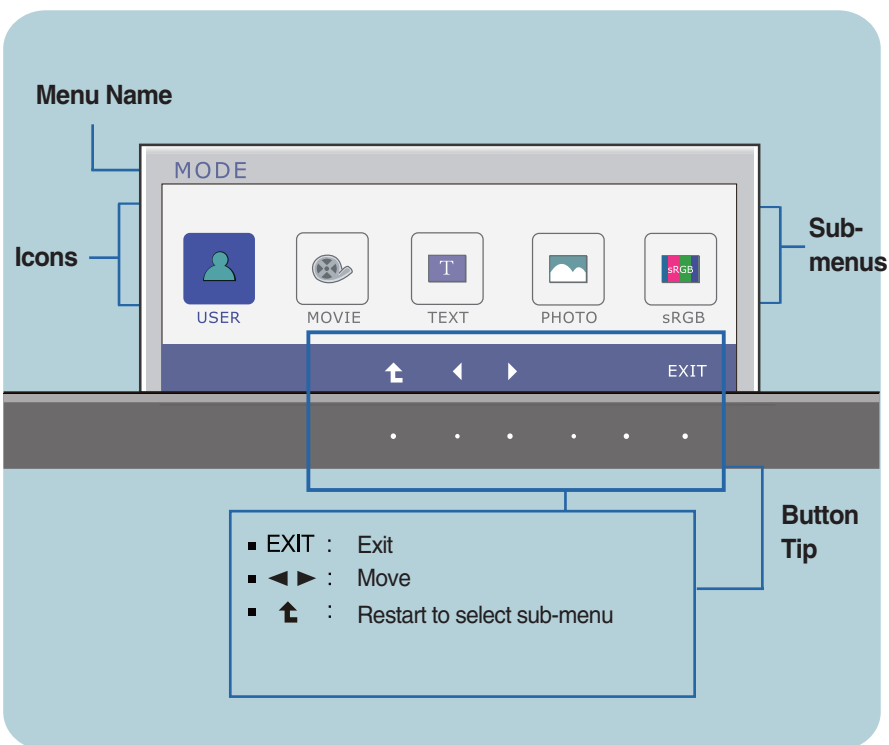 Menu Name
MODE
Icons
Sub-
menus
USER MOVIE TEXT PHOTO sRGB
T
sRGB
EXIT
Button
Tip
■ EXIT : Exit
■ ◄ ► : Move
■ ⮤ : Restart to select sub-menu